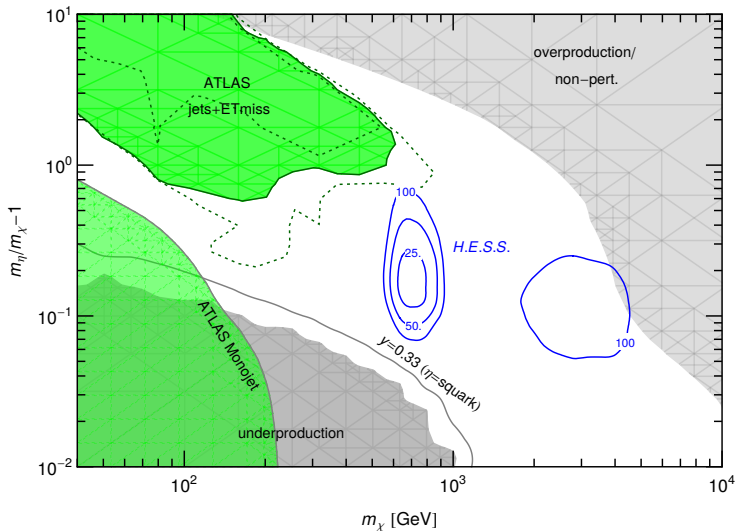 10¹
10⁰
10⁻¹
10⁻²
10²
10³
10⁴
m_η/m_χ−1
m_χ [GeV]
overproduction/
non−pert.
ATLAS
jets+ETmiss
100
25.
50.
H.E.S.S.
100
ATLAS Monojet
y=0.33 (η=squark)
underproduction